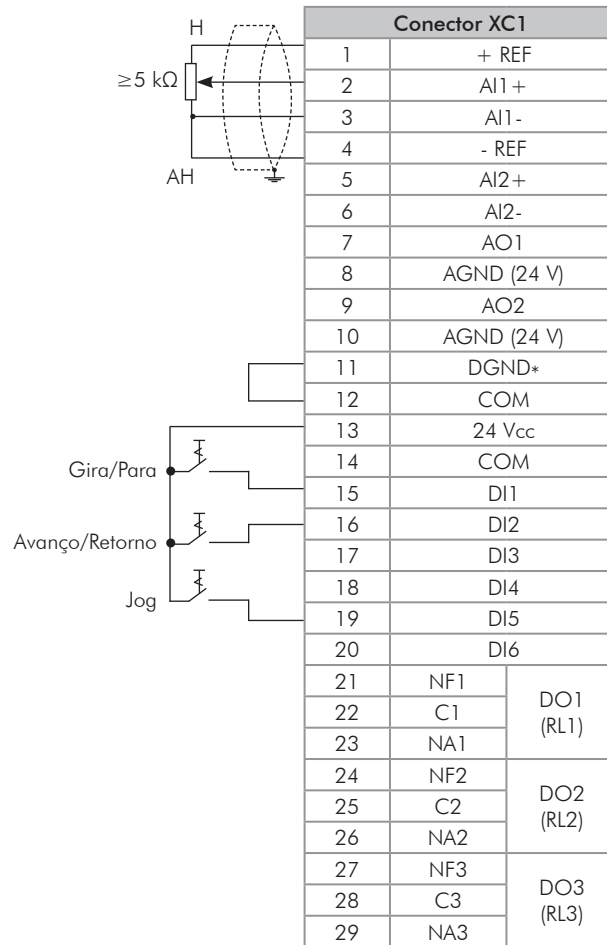 Conector XC1
H
1 + REF
≥5 kΩ
2 AI1+
3 AI1-
4 - REF
AH
5 AI2+
6 AI2-
7 AO1
8 AGND (24 V)
9 AO2
10 AGND (24 V)
11 DGND*
12 COM
13 24 Vcc
Gira/Para
14 COM
15 DI1
16 DI2
Avanço/Retorno
17 DI3
18 DI4
Jog
19 DI5
20 DI6
21 NF1
22 C1
23 NA1
DO1
(RL1)
24 NF2
25 C2
26 NA2
DO2
(RL2)
27 NF3
28 C3
29 NA3
DO3
(RL3)